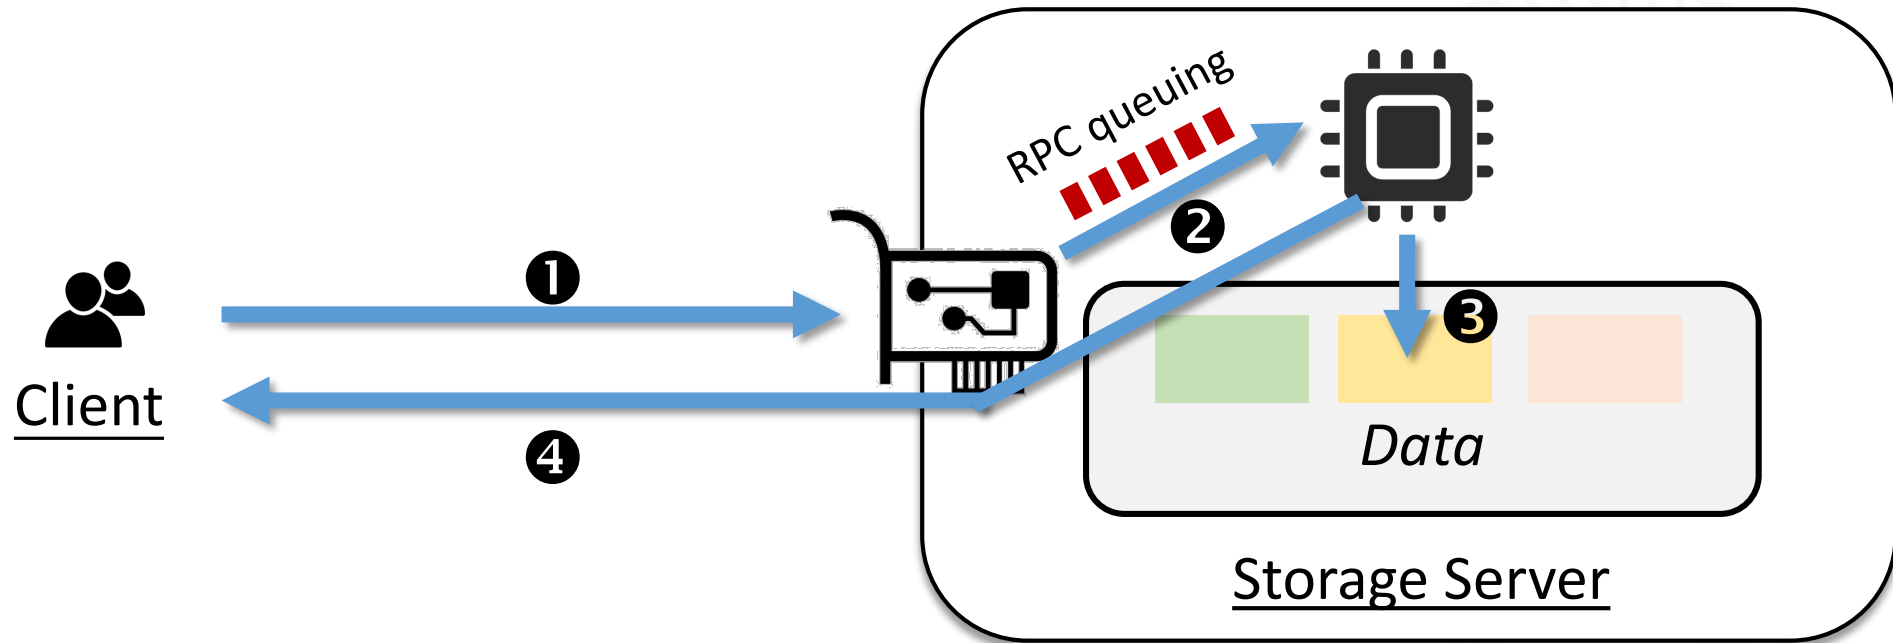 RPC queuing
❶
❷
❸
Client
❹
Data
Storage Server